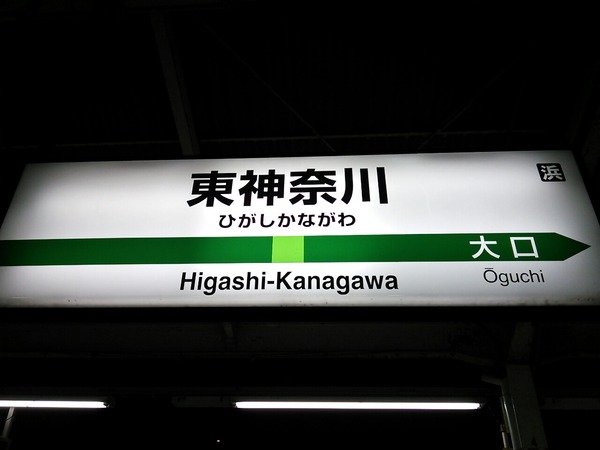 浜
東神奈川
ひがしかながわ
大口
Higashi-Kanagawa
Ōguchi